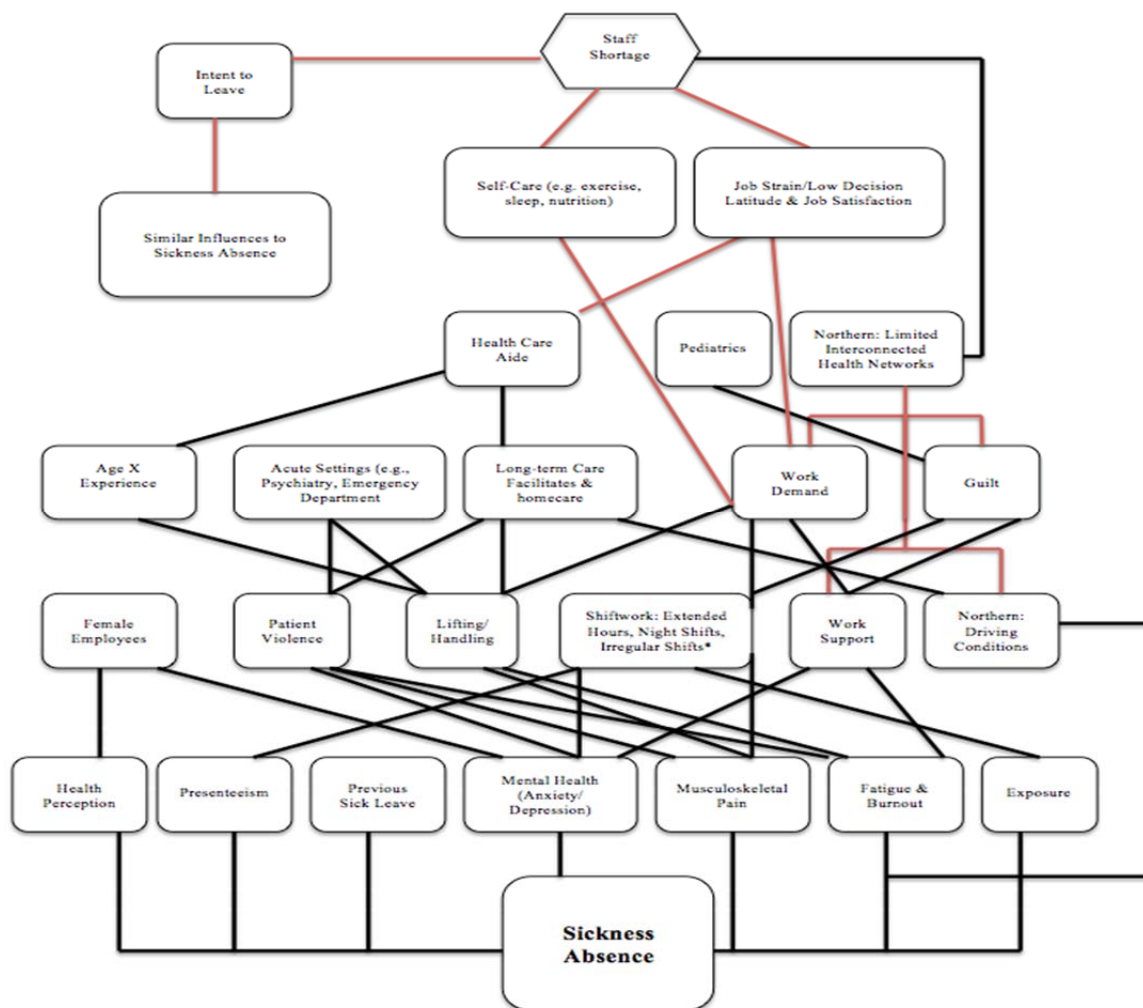 Staff
Shortage
Intent to
Leave
Self-Care (e.g. exercise,
sleep, nutrition)
Job Strain/Low Decision
Latitude & Job Satisfaction
Similar Influences to
Sickness Absence
Health Care
Aide
Pediatrics
Northern: Limited
Interconnected
Health Networks
Age X
Experience
Acute Settings (e.g.,
Psychiatry, Emergency
Department
Long-term Care
Facilitates &
homecare
Work
Demand
Guilt
Female
Employees
Patient
Violence
Lifting/
Handling
Shiftwork: Extended
Hours, Night Shifts,
Irregular Shifts*
Work
Support
Northern:
Driving
Conditions
Health
Perception
Presenteeism
Previous
Sick Leave
Mental Health
(Anxiety/
Depression)
Musculoskeletal
Pain
Fatigue &
Burnout
Exposure
Sickness
Absence